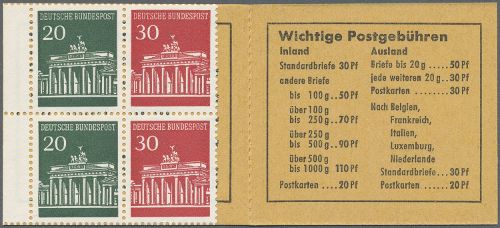 DEUTSCHE BUNDESPOST
20
DEUTSCHE BUNDESPOST
30
DEUTSCHE BUNDESPOST
20
DEUTSCHE BUNDESPOST
30
Wichtige Postgebühren
Inland
Standardbriefe 30 Pf
andere Briefe
bis 100 g..50 Pf
über 100 g
bis 250 g..70 Pf
über 250 g
bis 500 g..90 Pf
über 500 g
bis 1000 g 110 Pf
Postkarten ....20 Pf
Ausland
Briefe bis 20 g .....50 Pf
jede weiteren 20 g..30 Pf
Postkarten .......30 Pf
Nach Belgien,
Frankreich,
Italien,
Luxemburg,
Niederlande
Standardbriefe....30 Pf
Postkarten .......20 Pf